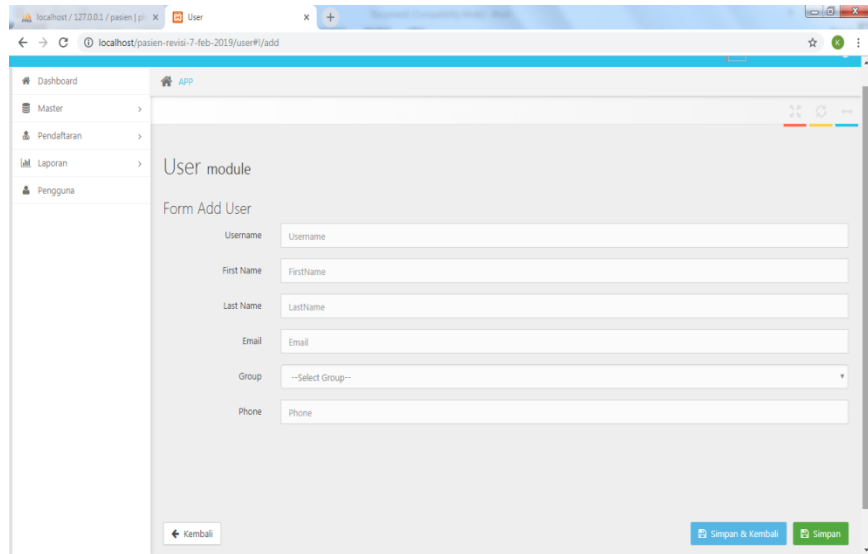 localhost / 127.0.0.1 / pasien | ph
User
localhost/pasien-revisi-7-feb-2019/user#!/add
K
Dashboard
APP
Master
Pendaftaran
Laporan
Pengguna
User module
Form Add User
Username
Username
First Name
FirstName
Last Name
LastName
Email
Email
Group
--Select Group--
Phone
Phone
Kembali
Simpan & Kembali
Simpan